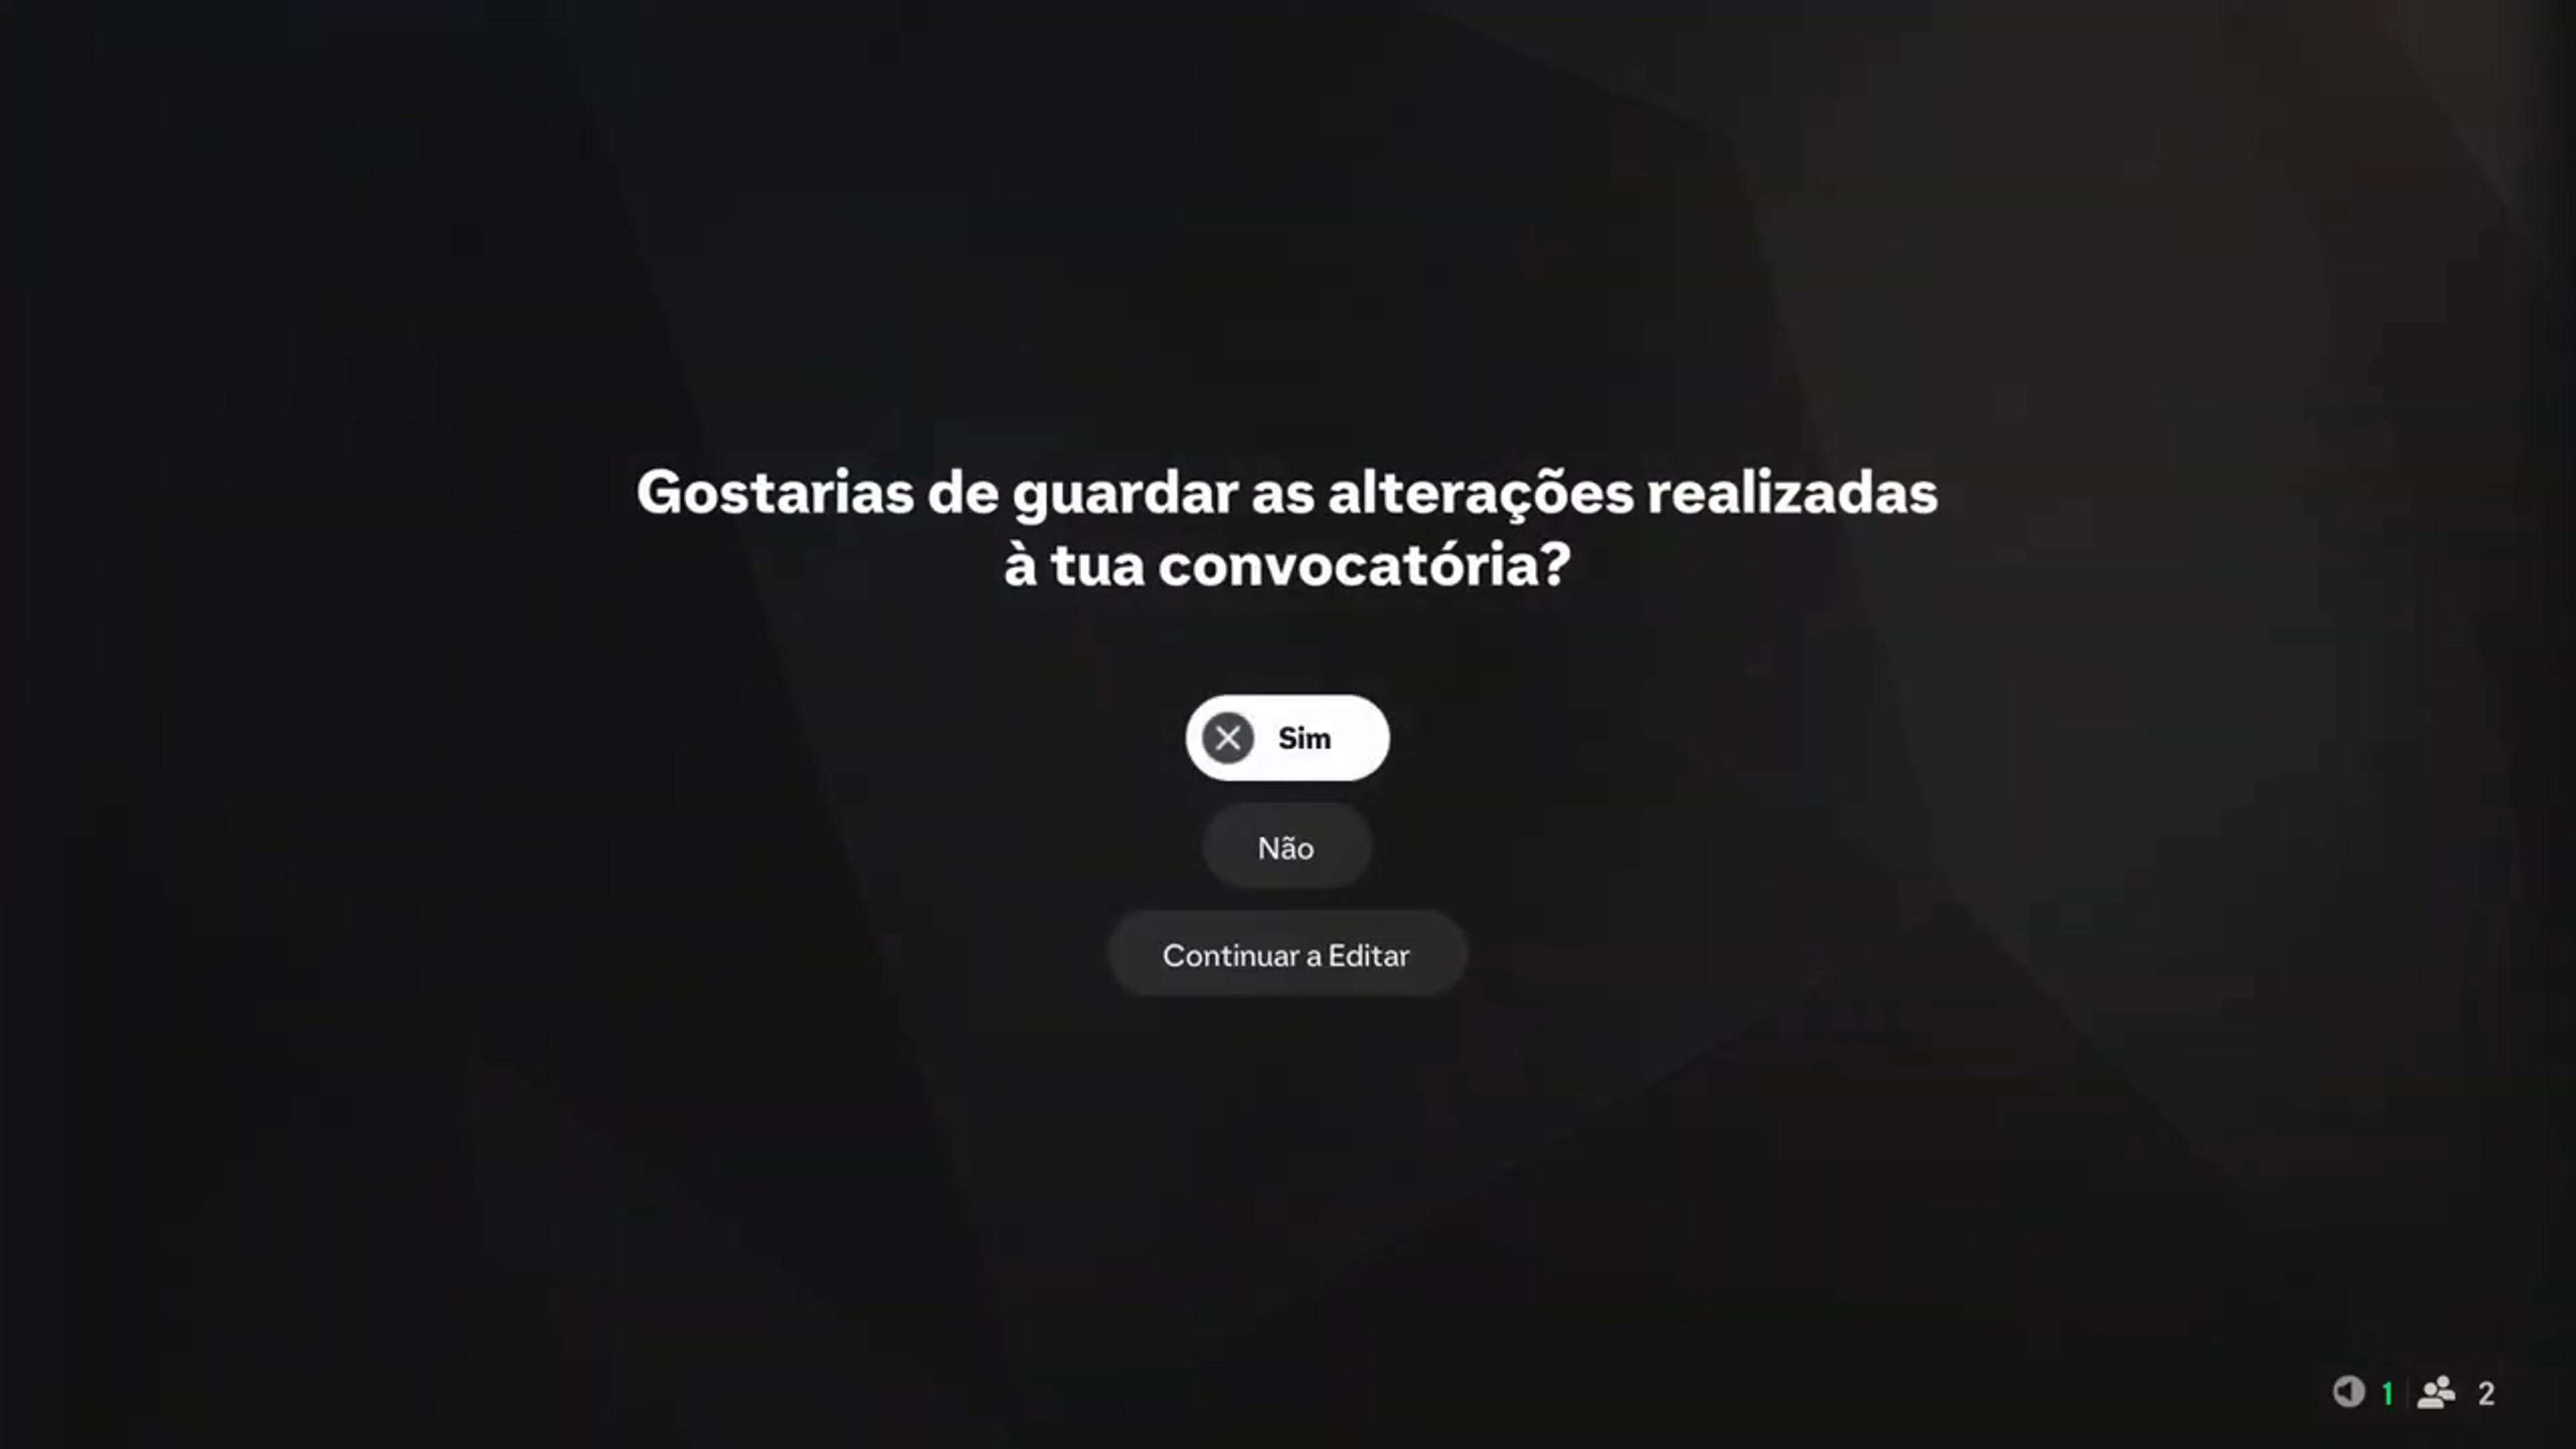 Gostarias de guardar as alterações realizadas
à tua convocatória?
Sim
Não
Continuar a Editar
1 2